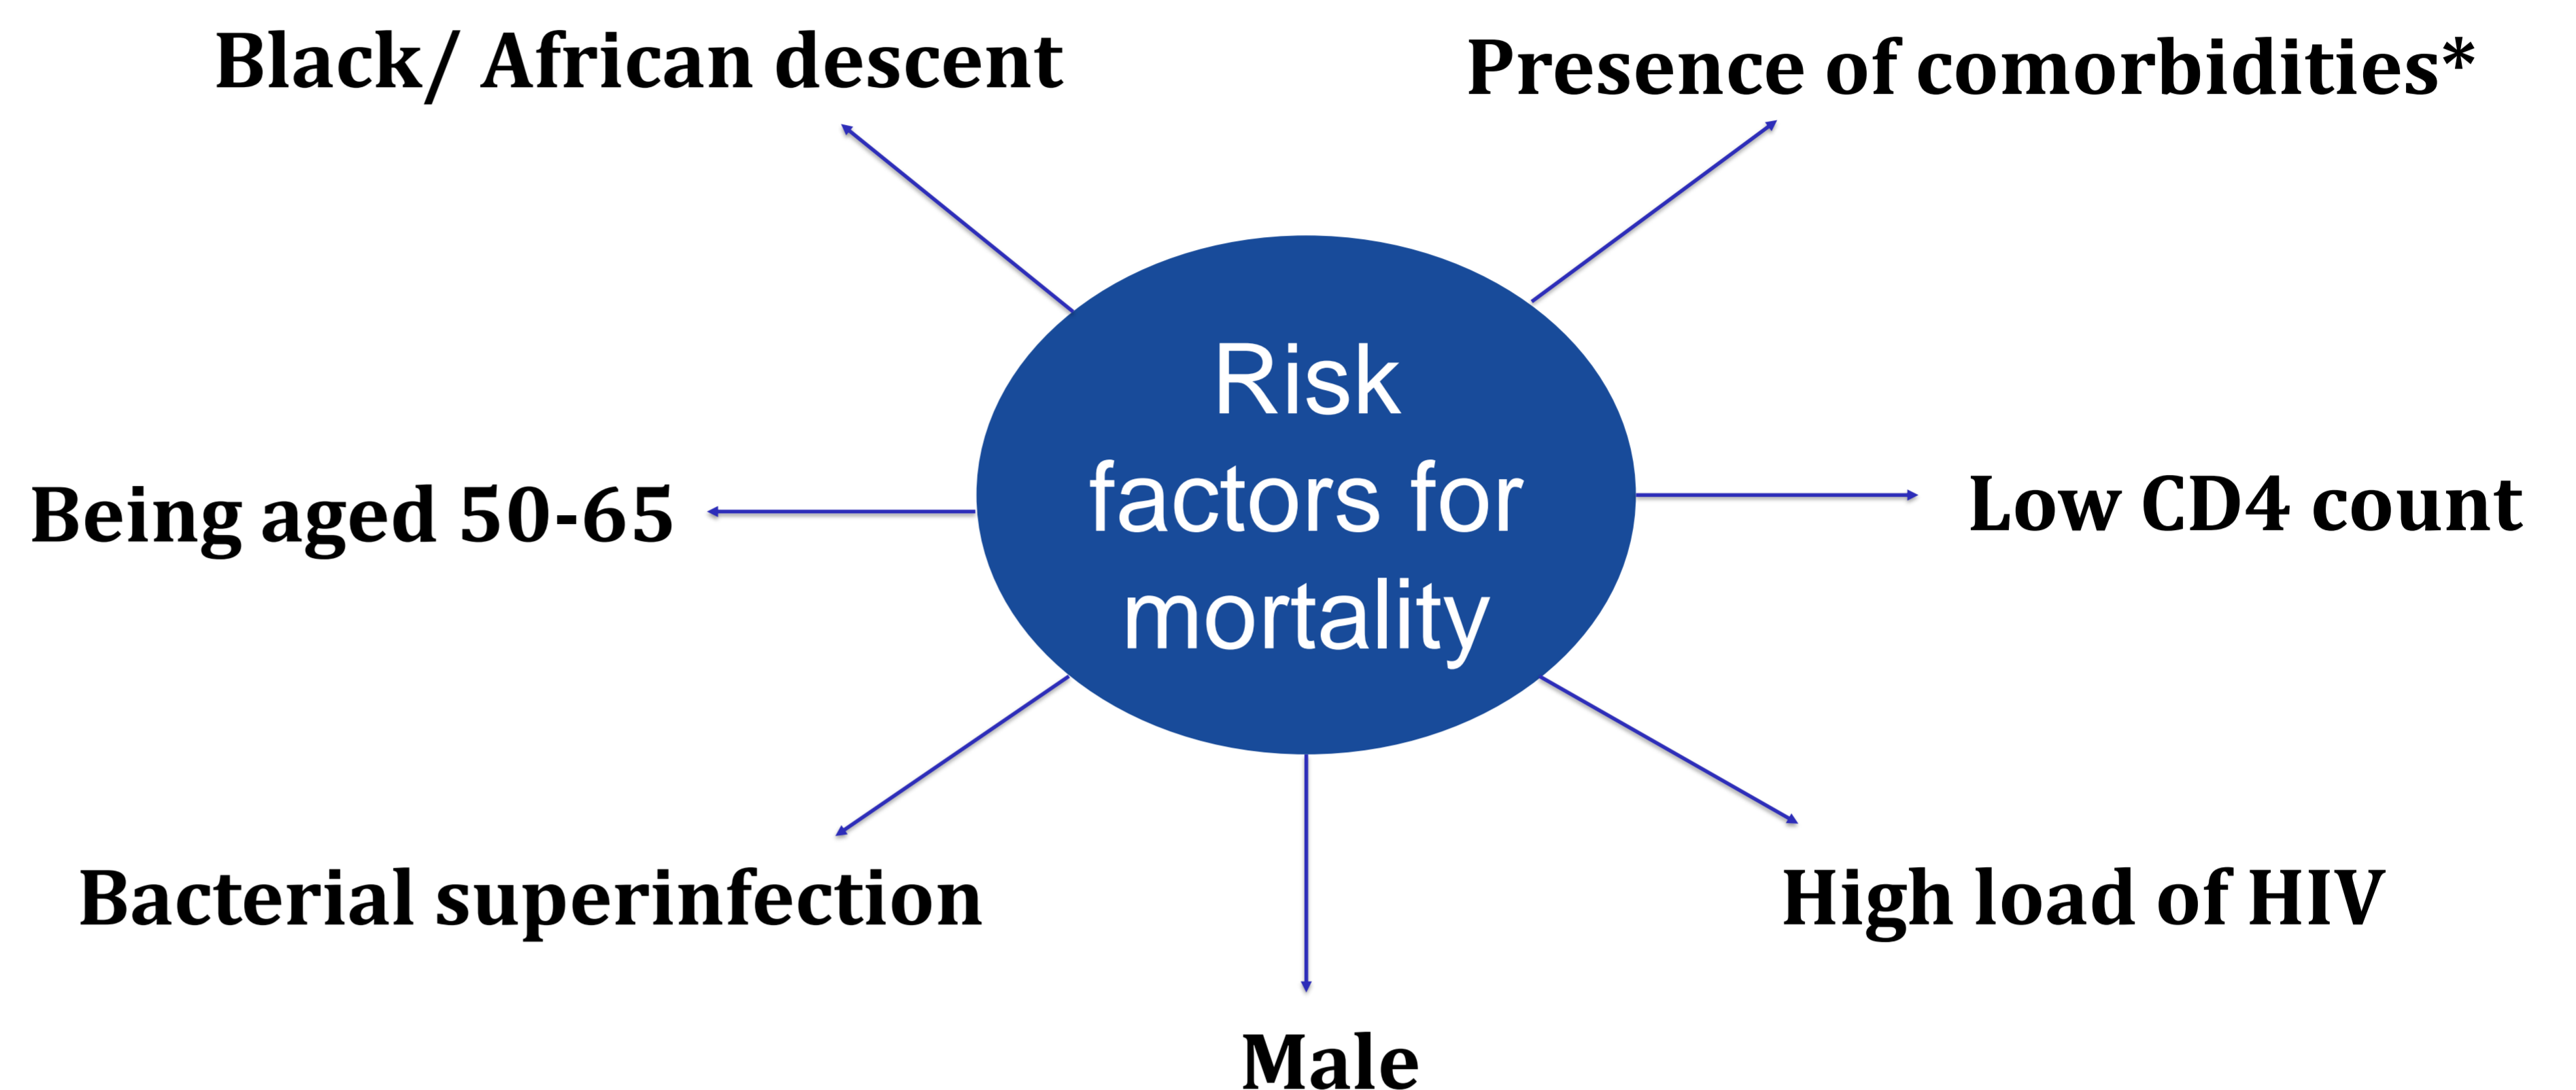 Black/ African descent
Presence of comorbidities*
Risk
factors for
mortality
Being aged 50-65
Low CD4 count
Bacterial superinfection
High load of HIV
Male